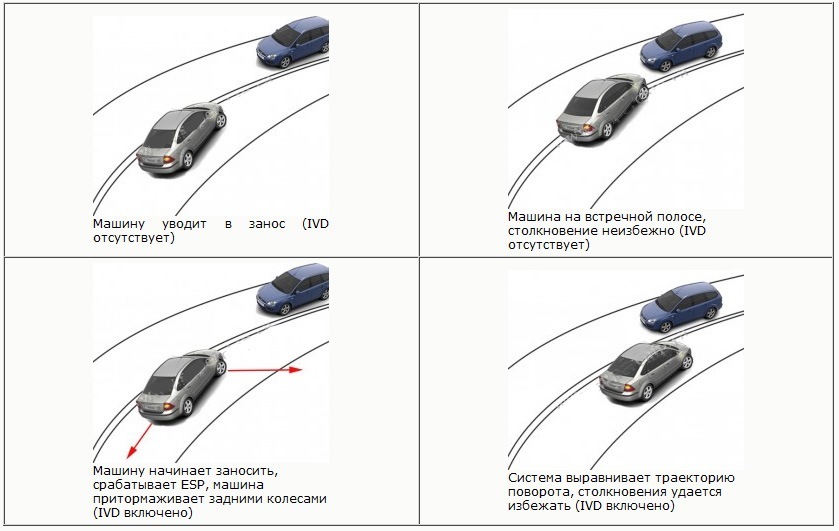 Машину уводит в занос (IVD
отсутствует)
Машина на встречной полосе,
столкновение неизбежно (IVD
отсутствует)
Машину начинает заносить,
срабатывает ESP, машина
притормаживает задними колесами
(IVD включено)
Система выравнивает траекторию
поворота, столкновения удается
избежать (IVD включено)